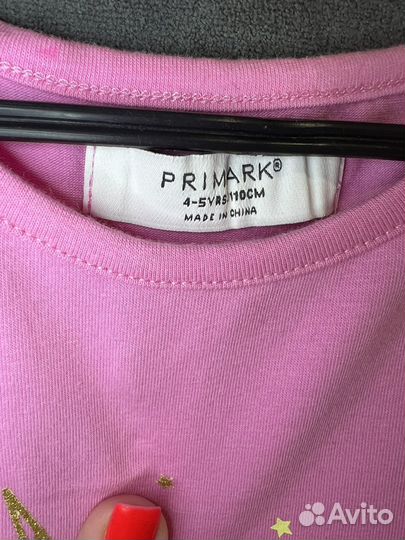 PRIMARK®
4-5YRS/110CM
MADE IN CHINA
Avito